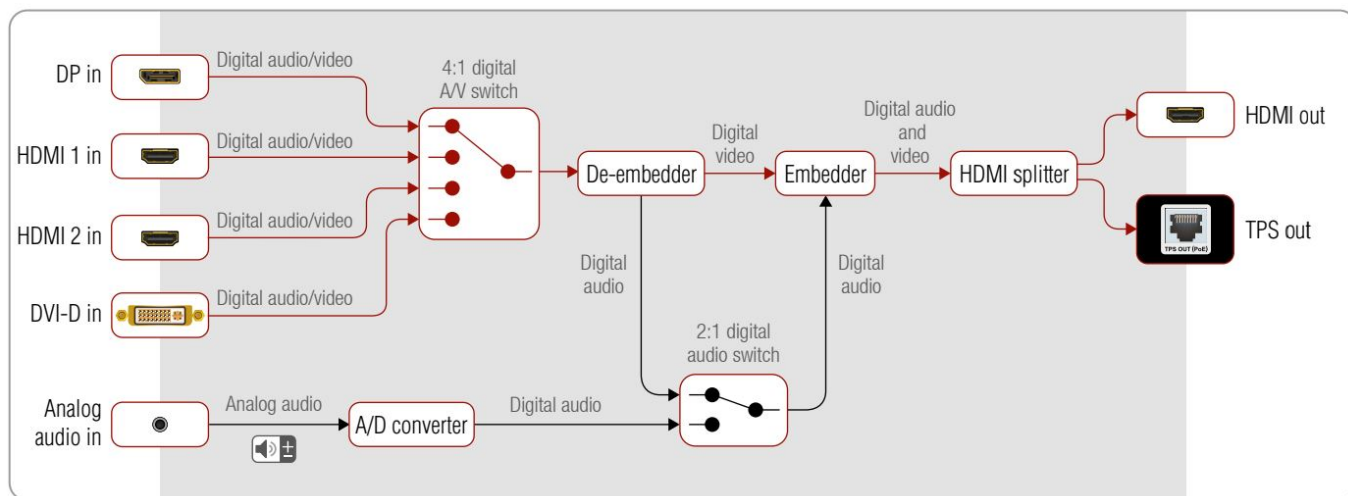 DP in
Digital audio/video
4:1 digital
A/V switch
HDMI 1 in
Digital audio/video
HDMI 2 in
Digital audio/video
DVI-D in
Digital audio/video
De-embedder
Digital
video
Embedder
Digital audio
and
video
HDMI splitter
HDMI out
TPS OUT (PoE)
TPS out
Digital
audio
Digital
audio
2:1 digital
audio switch
Analog
audio in
Analog audio
A/D converter
Digital audio